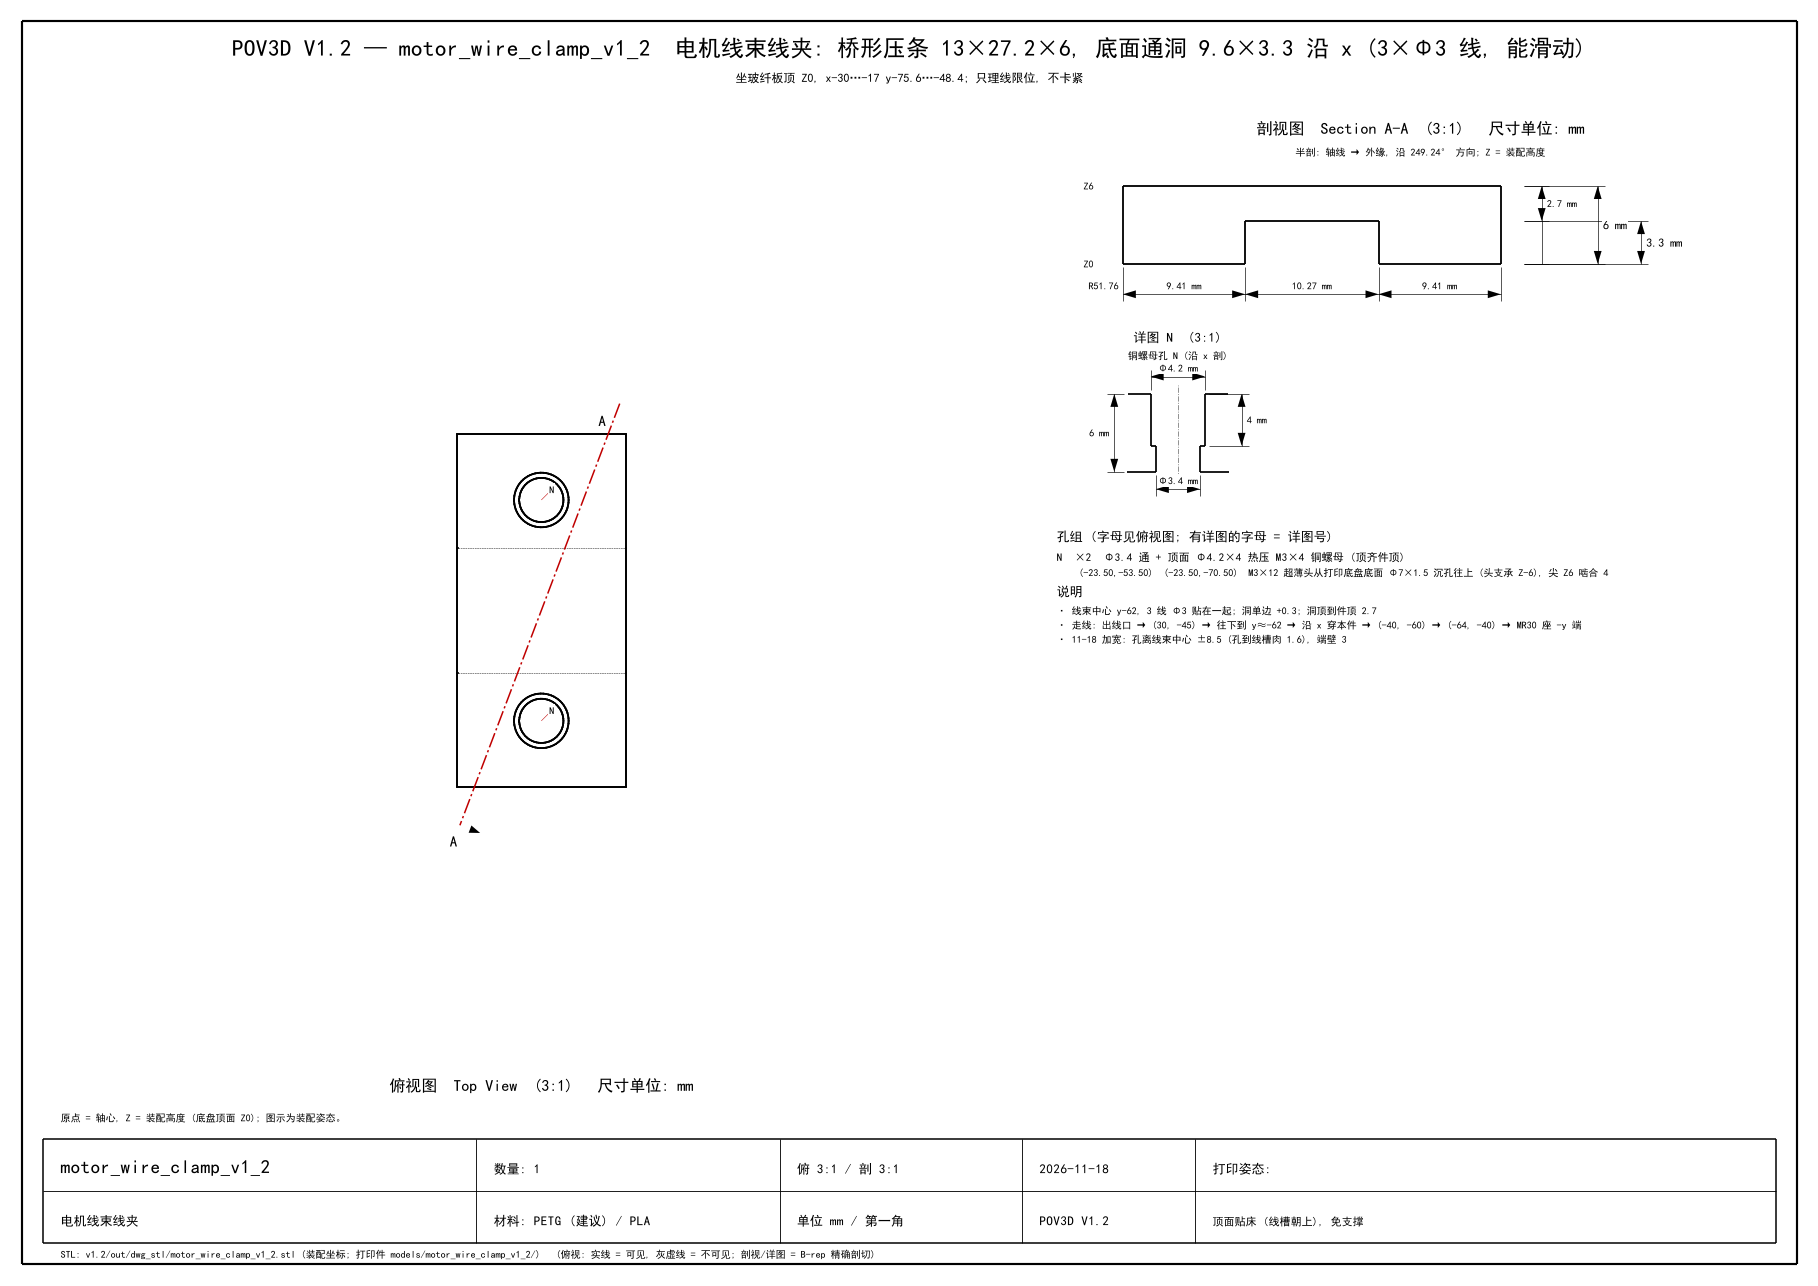 POV3D V1.2 — motor_wire_clamp_v1_2  电机线束线夹: 桥形压条 13×27.2×6, 底面通洞 9.6×3.3 沿 x (3×Φ3 线, 能滑动)
坐玻纤板顶 Z0, x-30…-17 y-75.6…-48.4; 只理线限位, 不卡紧
剖视图  Section A-A  (3:1)  尺寸单位: mm
半剖: 轴线 → 外缘, 沿 249.24° 方向; Z = 装配高度
Z6
2.7 mm
6 mm
3.3 mm
Z0
R51.76
9.41 mm
10.27 mm
9.41 mm
详图 N  (3:1)
铜螺母孔 N (沿 x 剖)
Φ4.2 mm
6 mm
4 mm
Φ3.4 mm
A
N
N
A
孔组 (字母见俯视图; 有详图的字母 = 详图号)
N  ×2  Φ3.4 通 + 顶面 Φ4.2×4 热压 M3×4 铜螺母 (顶齐件顶)
(-23.50,-53.50)  (-23.50,-70.50)  M3×12 超薄头从打印底盘底面 Φ7×1.5 沉孔往上 (头支承 Z-6), 尖 Z6 啮合 4
说明
· 线束中心 y-62, 3 线 Φ3 贴在一起; 洞单边 +0.3; 洞顶到件顶 2.7
· 走线: 出线口 → (30, -45) → 往下到 y≈-62 → 沿 x 穿本件 → (-40, -60) → (-64, -40) → MR30 座 -y 端
· 11-18 加宽: 孔离线束中心 ±8.5 (孔到线槽肉 1.6), 端壁 3
俯视图  Top View  (3:1)  尺寸单位: mm
原点 = 轴心, Z = 装配高度 (底盘顶面 Z0); 图示为装配姿态。
motor_wire_clamp_v1_2
数量: 1
俯 3:1 / 剖 3:1
2026-11-18
打印姿态:
电机线束线夹
材料: PETG (建议) / PLA
单位 mm / 第一角
POV3D V1.2
顶面贴床 (线槽朝上), 免支撑
STL: v1.2/out/dwg_stl/motor_wire_clamp_v1_2.stl (装配坐标; 打印件 models/motor_wire_clamp_v1_2/)  (俯视: 实线 = 可见, 灰虚线 = 不可见; 剖视/详图 = B-rep 精确剖切)